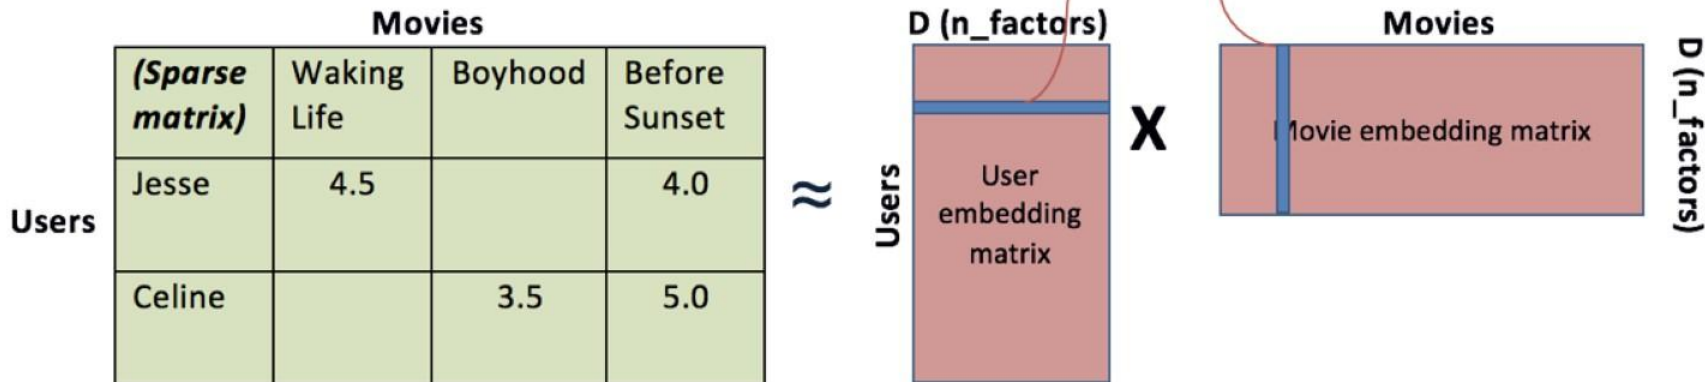 Movies
(Sparse matrix)
Waking Life
Boyhood
Before Sunset
Jesse
4.5
4.0
Users
Celine
3.5
5.0
≈
D (n_factors)
Users
User
embedding
matrix
X
Movies
Movie embedding matrix
D (n_factors)